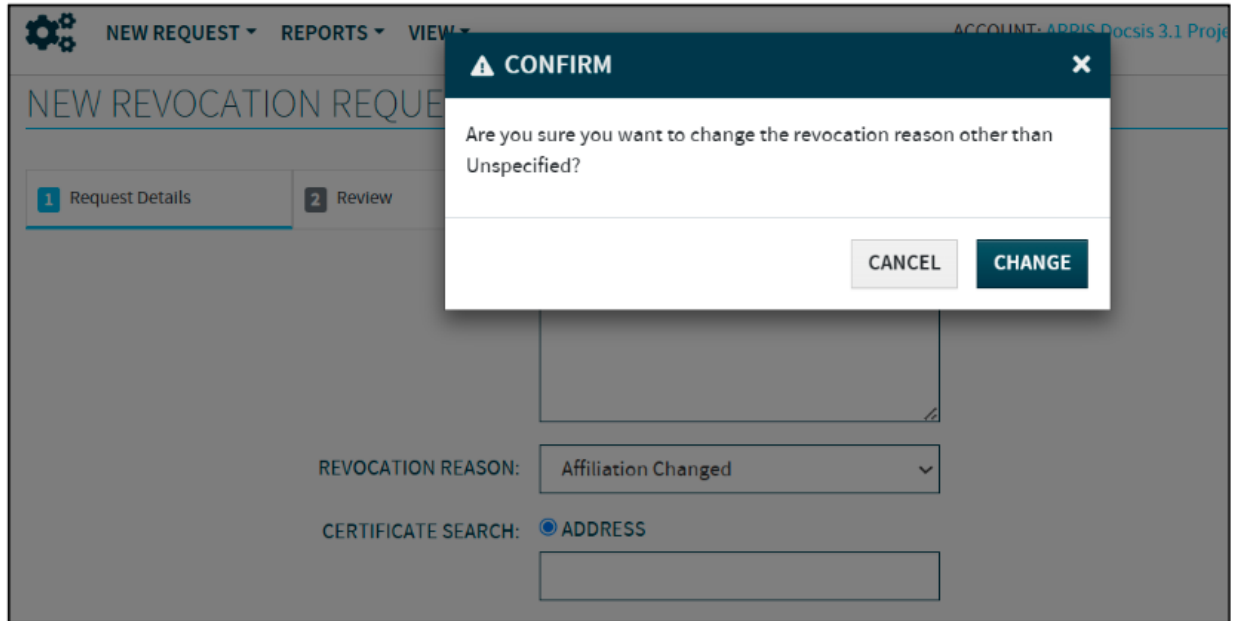 NEW REQUEST REPORTS VIEW ACCOUNT: ARRIS Docsis 3.1 Proje
CONFIRM
NEW REVOCATION REQUE
Are you sure you want to change the revocation reason other than
Unspecified?
1 Request Details 2 Review
CANCEL CHANGE
REVOCATION REASON: Affiliation Changed
CERTIFICATE SEARCH: ADDRESS